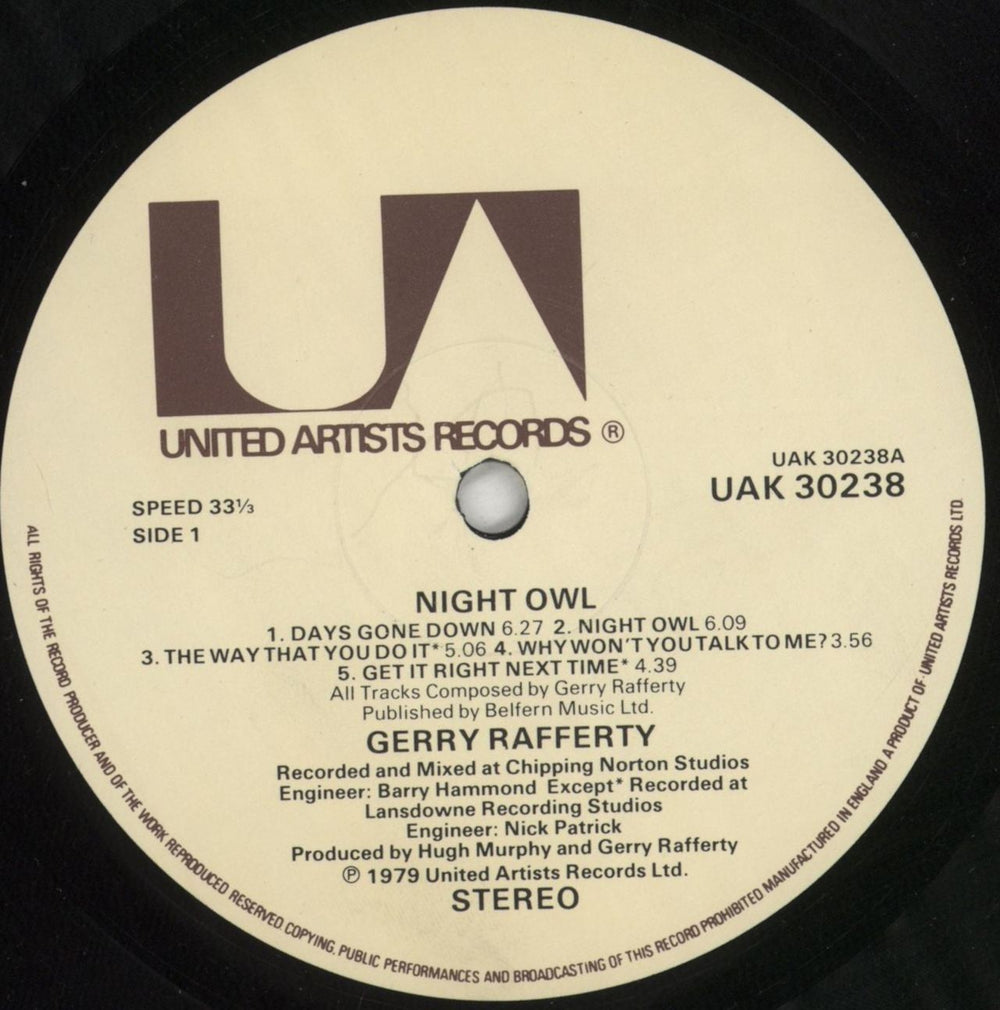 UA
UNITED ARTISTS RECORDS ®
UAK 30238A
UAK 30238
SPEED 33⅓
SIDE 1
NIGHT OWL
1. DAYS GONE DOWN 6.27 2. NIGHT OWL 6.09
3. THE WAY THAT YOU DO IT* 5.06 4. WHY WON'T YOU TALK TO ME? 3.56
5. GET IT RIGHT NEXT TIME* 4.39
All Tracks Composed by Gerry Rafferty
Published by Belfern Music Ltd.
GERRY RAFFERTY
Recorded and Mixed at Chipping Norton Studios
Engineer: Barry Hammond Except* Recorded at
Lansdowne Recording Studios
Engineer: Nick Patrick
Produced by Hugh Murphy and Gerry Rafferty
℗ 1979 United Artists Records Ltd.
STEREO
ALL RIGHTS OF THE RECORD PRODUCER AND OF THE WORK REPRODUCED RESERVED. COPYING, PUBLIC PERFORMANCES AND BROADCASTING OF THIS RECORD PROHIBITED MANUFACTURED IN ENGLAND A PRODUCT OF UNITED ARTISTS RECORDS LTD.